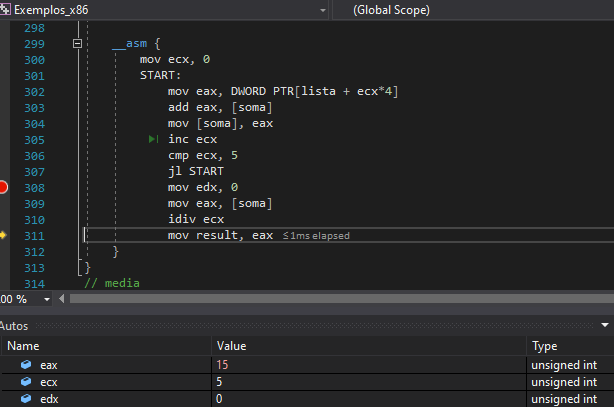 Exemplos_x86 (Global Scope)
298
299 __asm {
300 mov ecx, 0
301 START:
302 mov eax, DWORD PTR[lista + ecx*4]
303 add eax, [soma]
304 mov [soma], eax
305 inc ecx
306 cmp ecx, 5
307 jl START
308 mov edx, 0
309 mov eax, [soma]
310 idiv ecx
311 mov result, eax ≤1ms elapsed
312 }
313 }
314 // media
00 %
Autos
Name Value Type
eax 15 unsigned int
ecx 5 unsigned int
edx 0 unsigned int